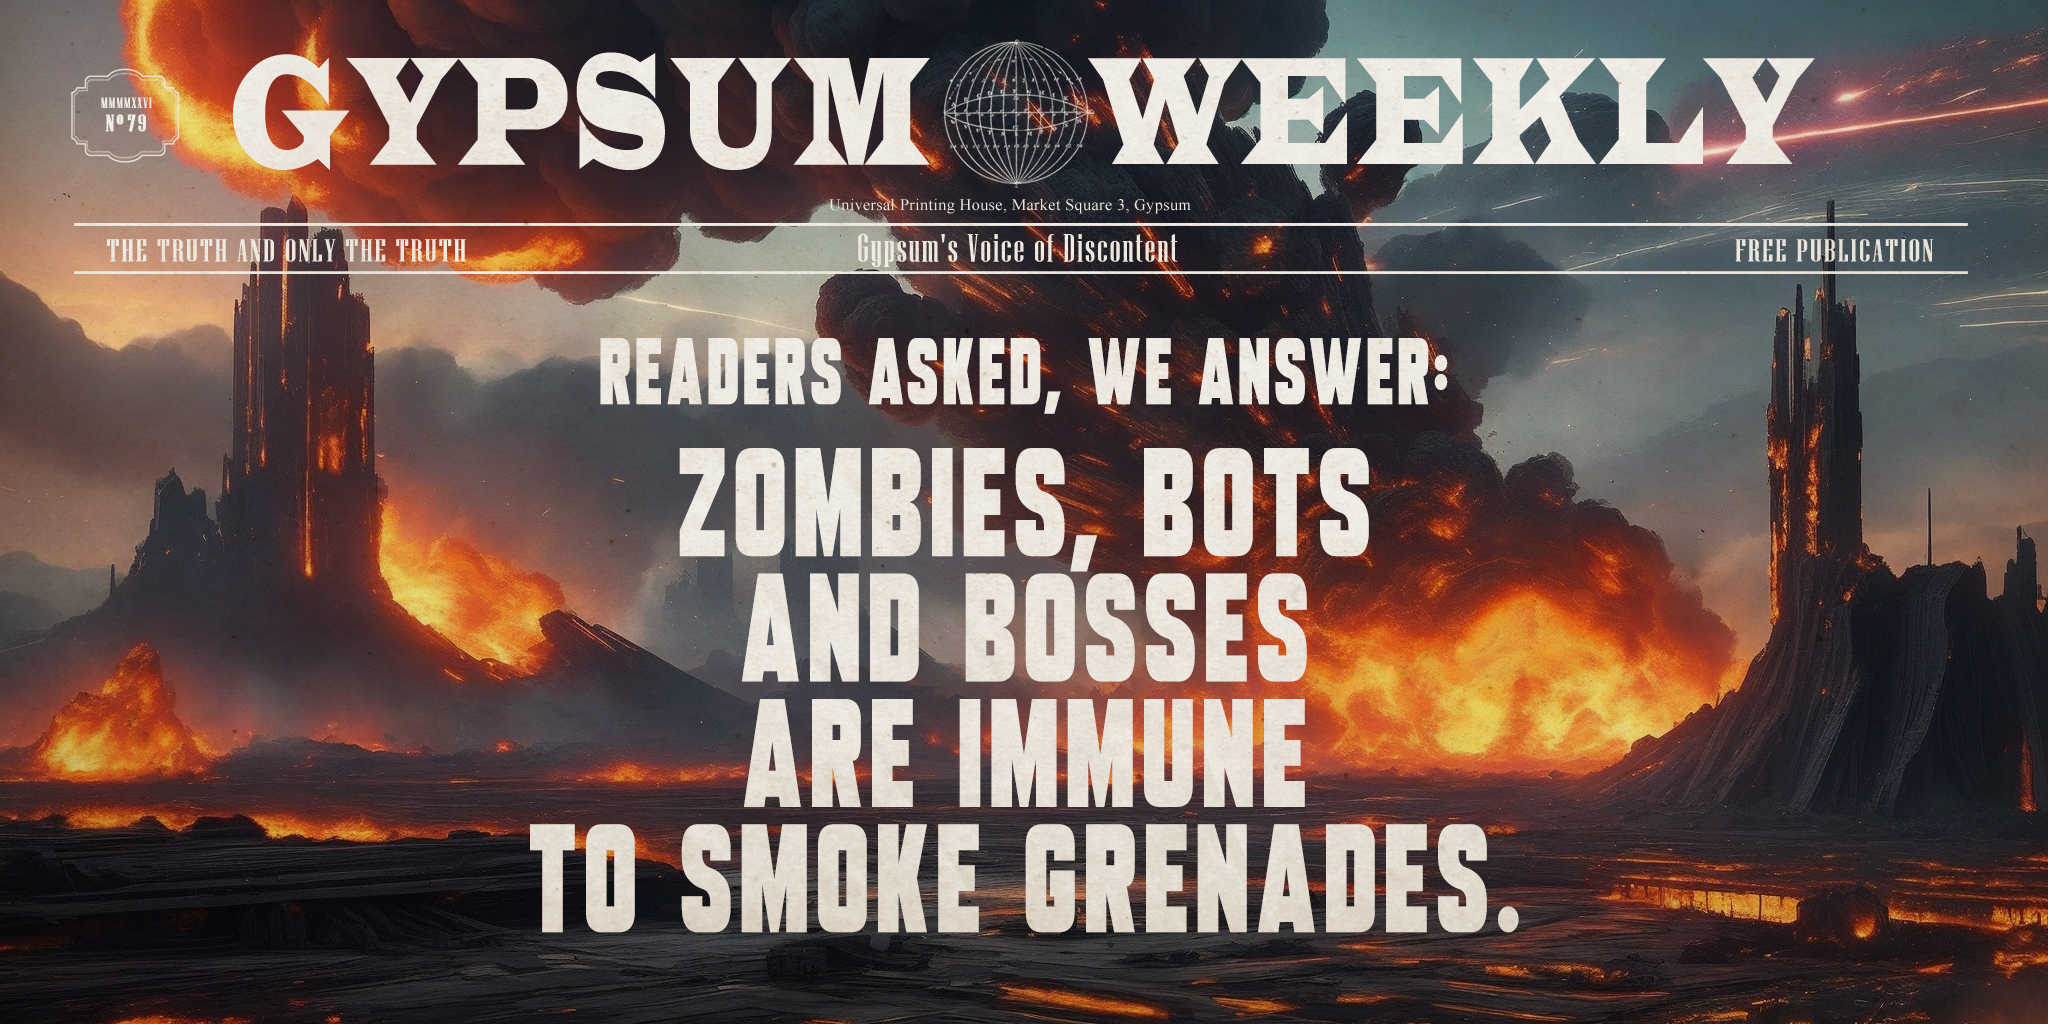 MMMMXXVI
Nº79
GYPSUM WEEKLY
Universal Printing House, Market Square 3, Gypsum
THE TRUTH AND ONLY THE TRUTH
Gypsum's Voice of Discontent
FREE PUBLICATION
READERS ASKED, WE ANSWER:
ZOMBIES, BOTS
AND BOSSES
ARE IMMUNE
TO SMOKE GRENADES.